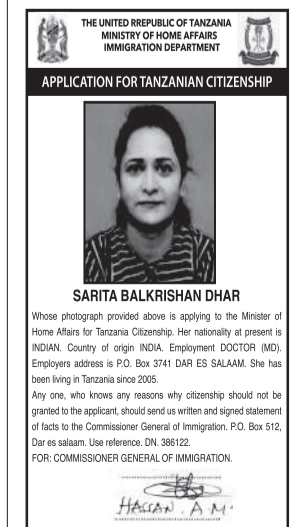 THE UNITED RREPUBLIC OF TANZANIA
MINISTRY OF HOME AFFAIRS
IMMIGRATION DEPARTMENT
APPLICATION FOR TANZANIAN CITIZENSHIP
SARITA BALKRISHAN DHAR
Whose photograph provided above is applying to the Minister of
Home Affairs for Tanzania Citizenship. Her nationality at present is
INDIAN. Country of origin INDIA. Employment DOCTOR (MD).
Employers address is P.O. Box 3741 DAR ES SALAAM. She has
been living in Tanzania since 2005.
Any one, who knows any reasons why citizenship should not be
granted to the applicant, should send us written and signed statement
of facts to the Commissioner General of Immigration. P.O. Box 512,
Dar es salaam. Use reference. DN. 386122.
FOR: COMMISSIONER GENERAL OF IMMIGRATION.
HASSAN . A.M.